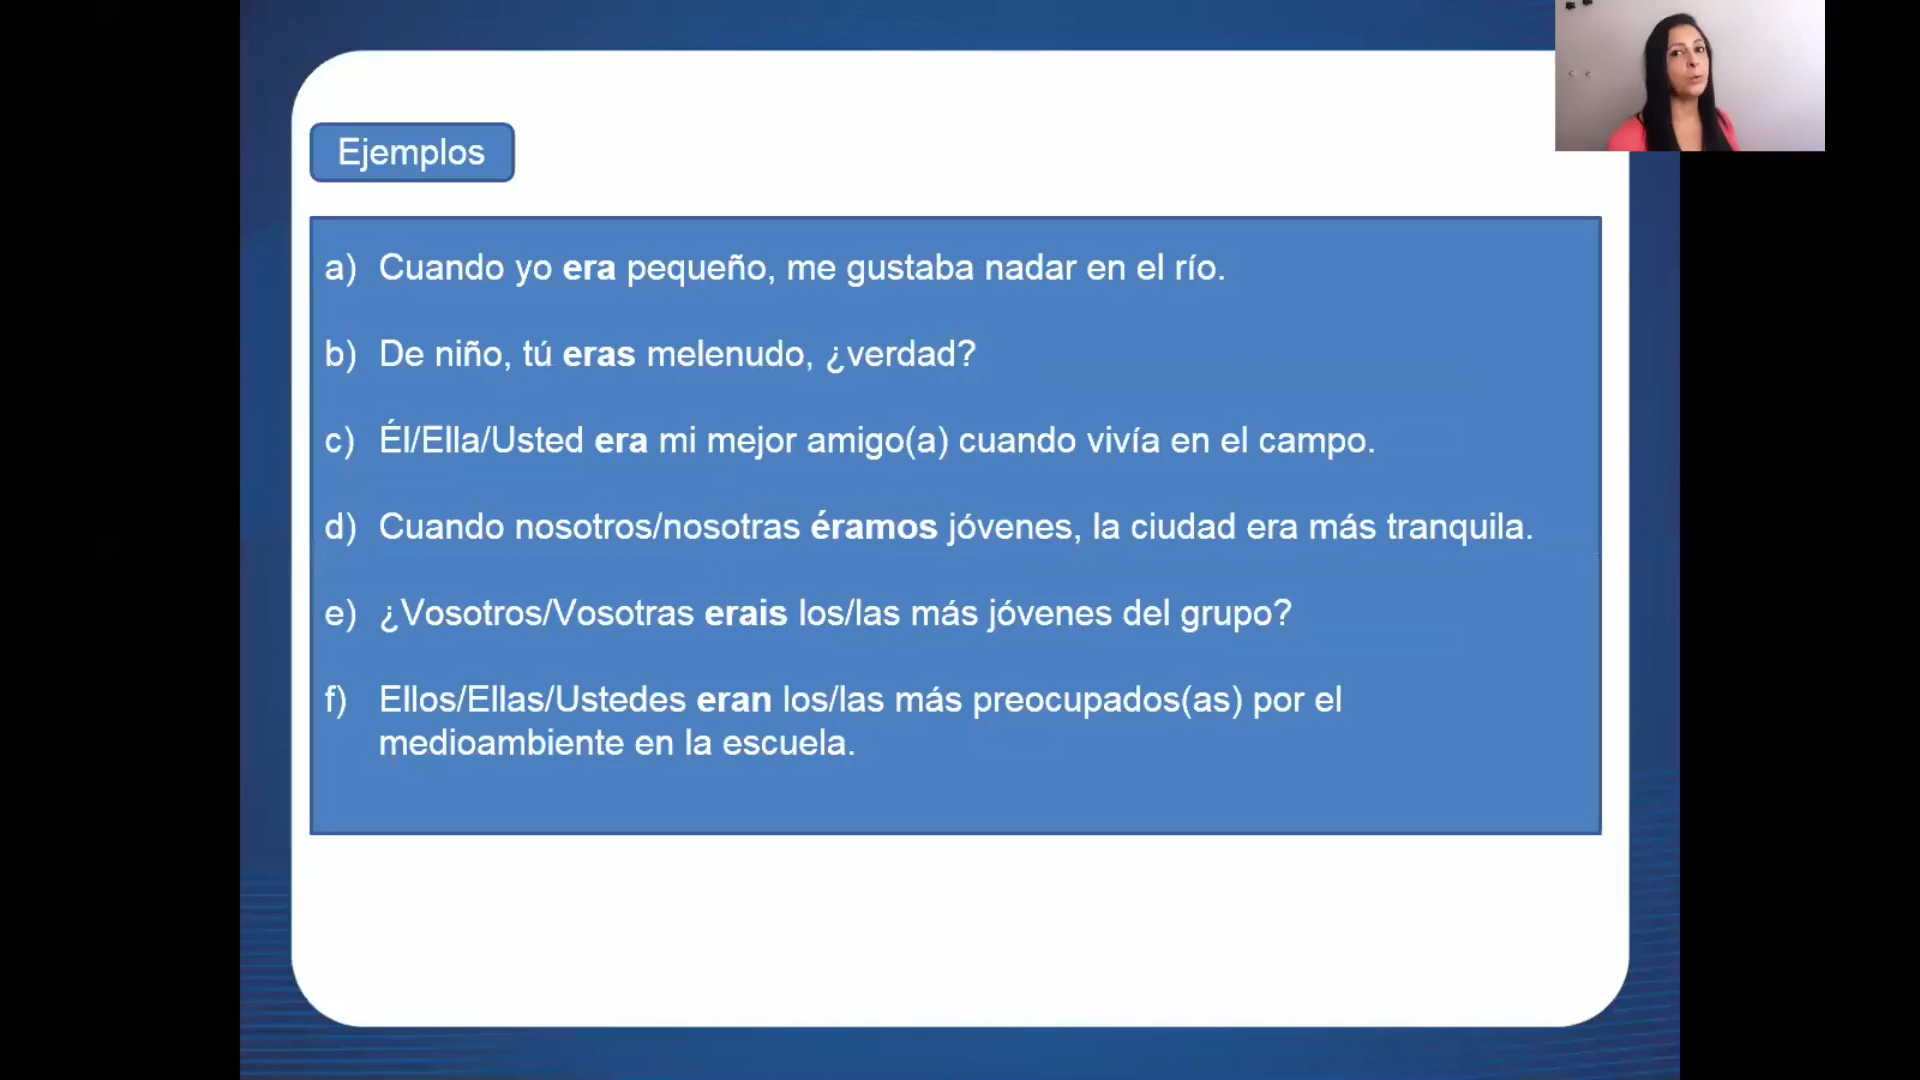 Ejemplos
a) Cuando yo era pequeño, me gustaba nadar en el río.
b) De niño, tú eras melenudo, ¿verdad?
c) Él/Ella/Usted era mi mejor amigo(a) cuando vivía en el campo.
d) Cuando nosotros/nosotras éramos jóvenes, la ciudad era más tranquila.
e) ¿Vosotros/Vosotras erais los/las más jóvenes del grupo?
f) Ellos/Ellas/Ustedes eran los/las más preocupados(as) por el
medioambiente en la escuela.